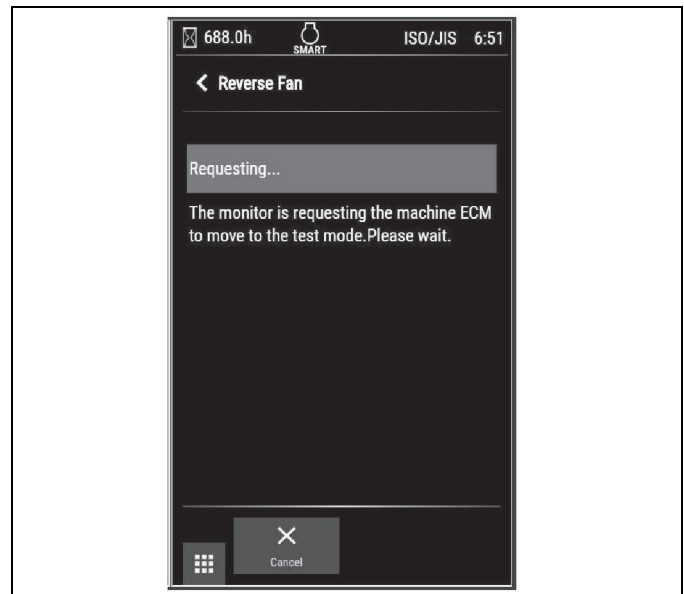 688.0h SMART ISO/JIS 6:51
Reverse Fan
Requesting...
The monitor is requesting the machine ECM
to move to the test mode.Please wait.
Cancel